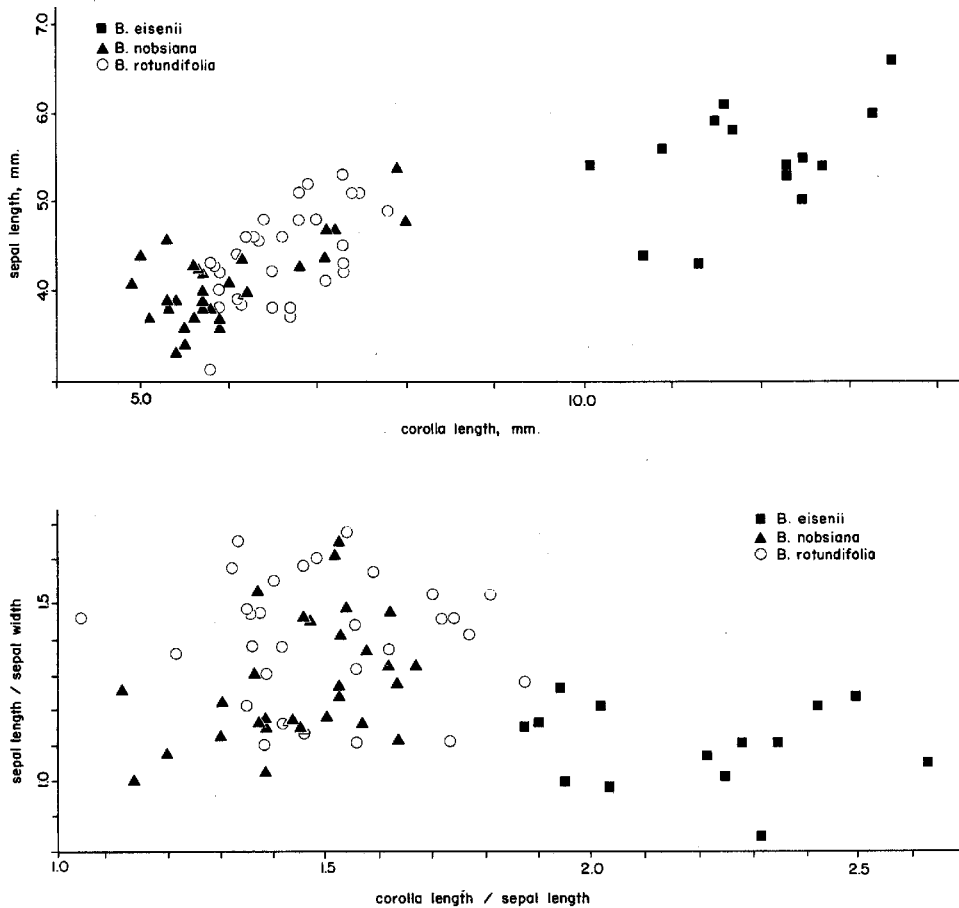 7.0
B. eisenii
B. nobsiana
B. rotundifolia
6.0
sepal length, mm.
5.0
4.0
5.0
10.0
corolla length, mm.
B. eisenii
B. nobsiana
B. rotundifolia
1.5
sepal length / sepal width
1.0
1.0
1.5
2.0
2.5
corolla length / sepal length